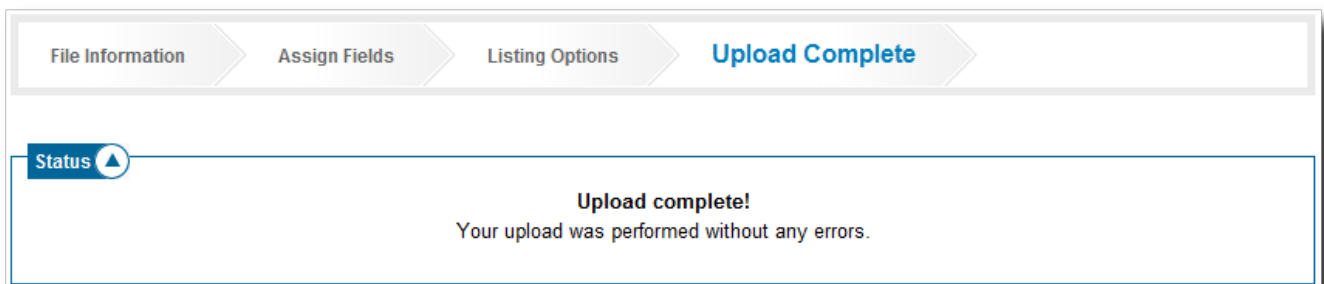 File Information Assign Fields Listing Options Upload Complete
Status
Upload complete!
Your upload was performed without any errors.